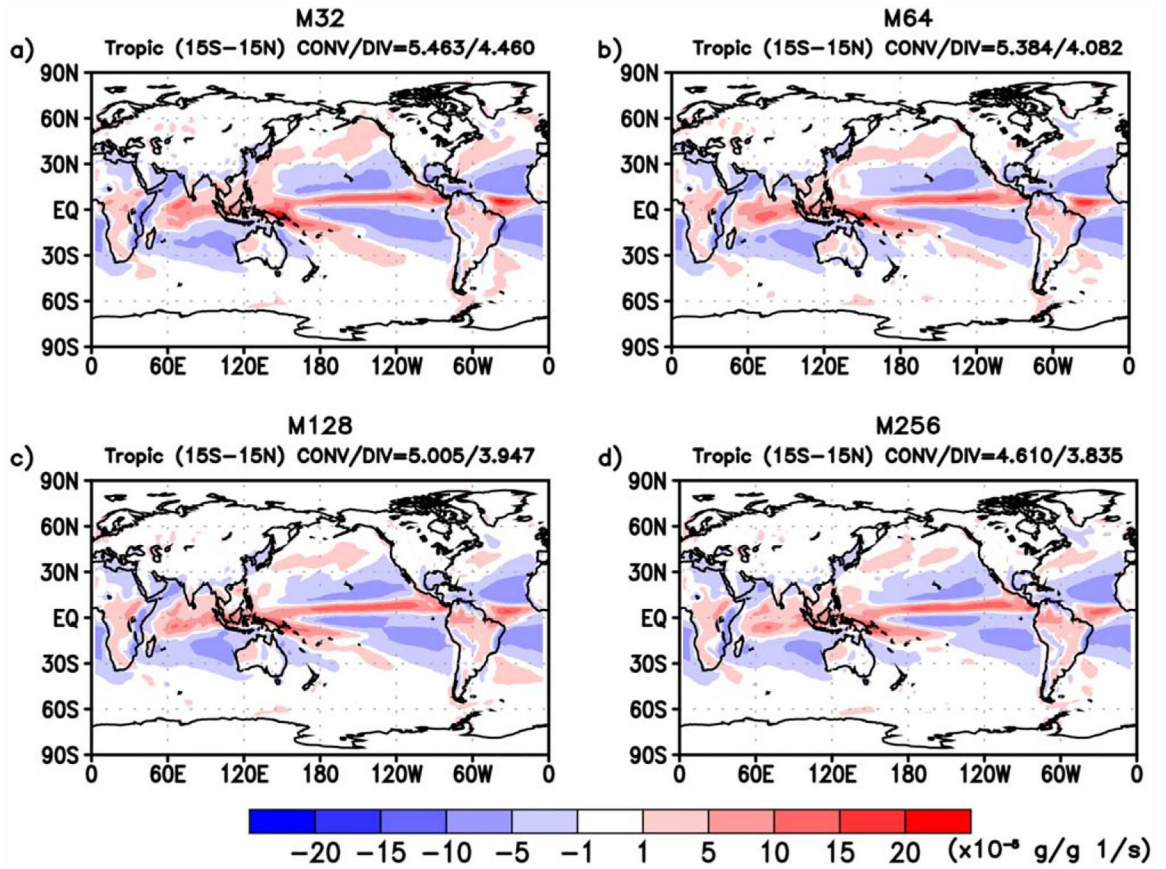 M32
a) Tropic (15S-15N) CONV/DIV=5.463/4.460
90N
60N
30N
EQ
30S
60S
90S
0 60E 120E 180 120W 60W 0
M64
b) Tropic (15S-15N) CONV/DIV=5.384/4.082
90N
60N
30N
EQ
30S
60S
90S
0 60E 120E 180 120W 60W 0
M128
c) Tropic (15S-15N) CONV/DIV=5.005/3.947
90N
60N
30N
EQ
30S
60S
90S
0 60E 120E 180 120W 60W 0
M256
d) Tropic (15S-15N) CONV/DIV=4.610/3.835
90N
60N
30N
EQ
30S
60S
90S
0 60E 120E 180 120W 60W 0
-20 -15 -10 -5 -1 1 5 10 15 20 (x10⁻⁸ g/g 1/s)